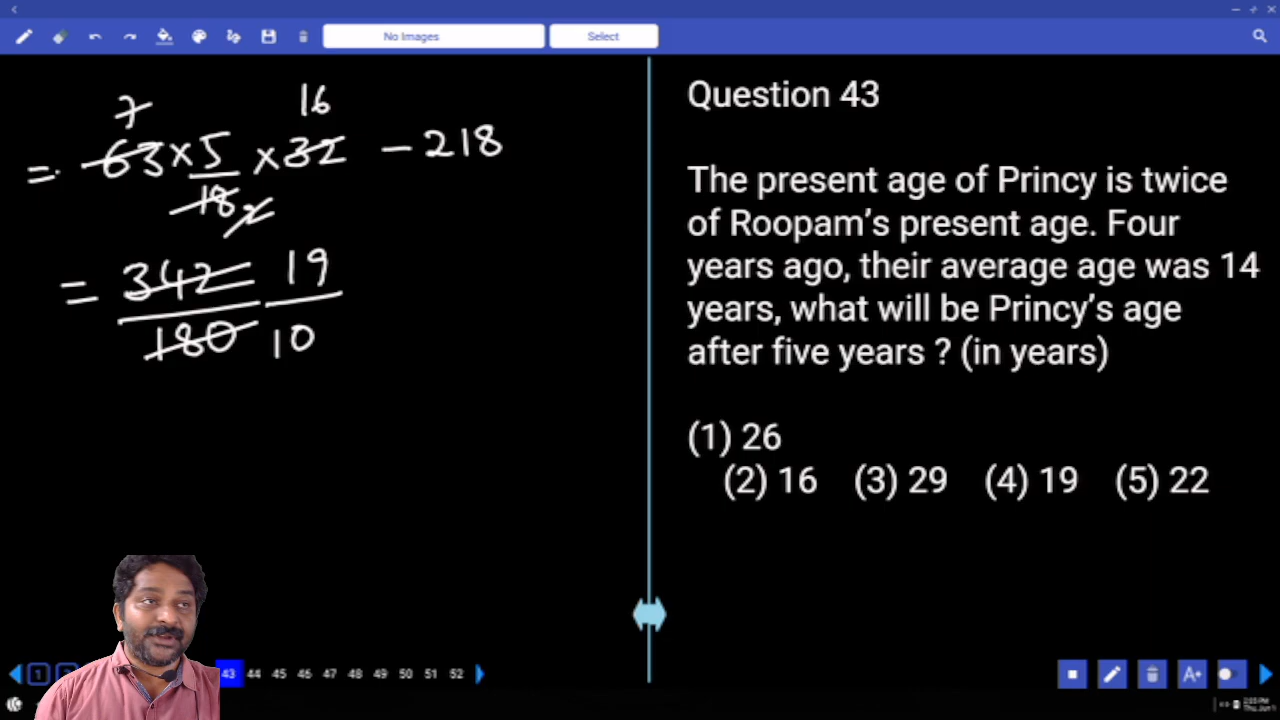 No Images
Select
7
16
= 63 × 5/18 2 × 32 – 218
= 342/180 19/10
Question 43
The present age of Princy is twice
of Roopam's present age. Four
years ago, their average age was 14
years, what will be Princy's age
after five years ? (in years)
(1) 26
(2) 16 (3) 29 (4) 19 (5) 22
1
43 44 45 46 47 48 49 50 51 52
A+